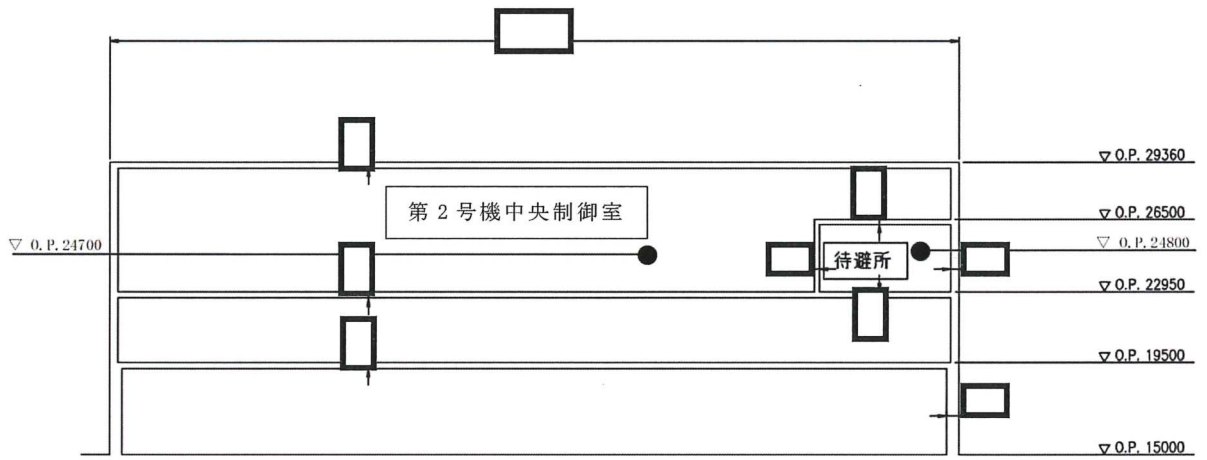 ▽ O.P. 29360
第2号機中央制御室
▽ O.P. 26500
▽ O.P. 24700
▽ O.P. 24800
待避所
▽ O.P. 22950
▽ O.P. 19500
▽ O.P. 15000